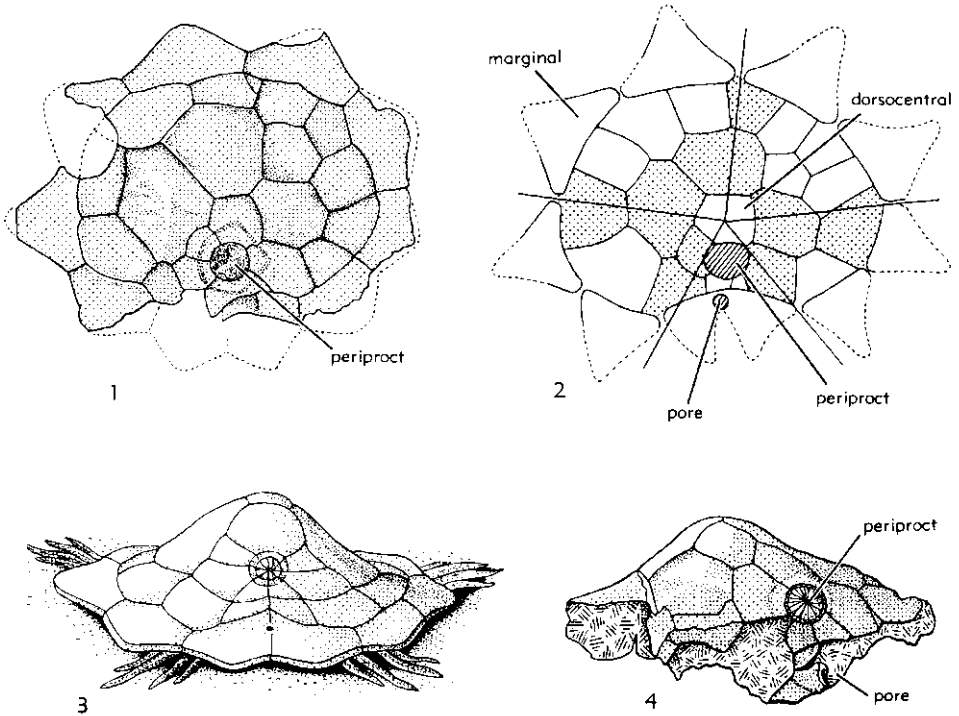 periproct
1
marginal
dorsocentral
periproct
pore
2
3
periproct
pore
4